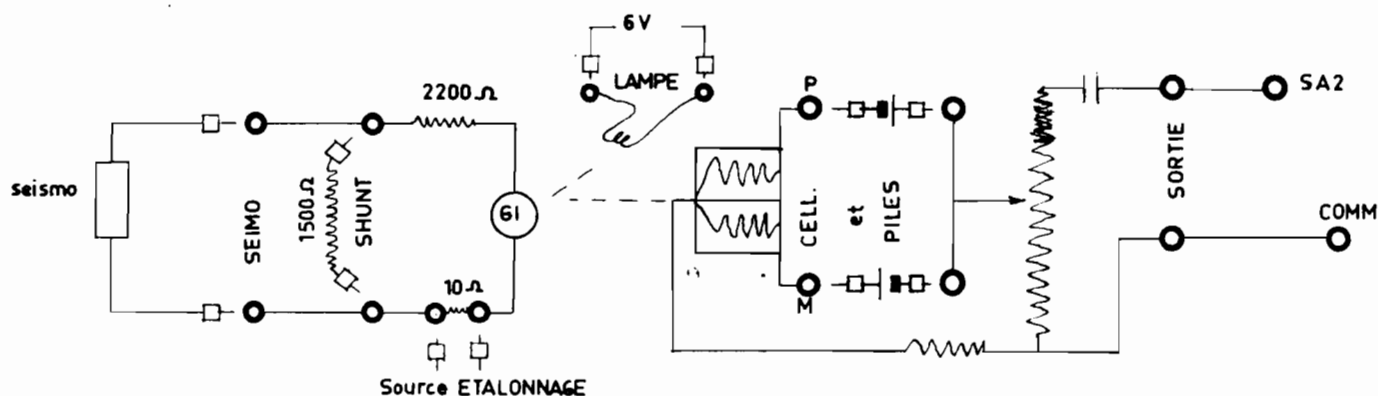 6V
LAMPE
2200Ω
P
SA2
seismo
SEIMO
1500Ω
SHUNT
G1
CELL.
et
PILES
SORTIE
COMM
10Ω
M
Source ETALONNAGE